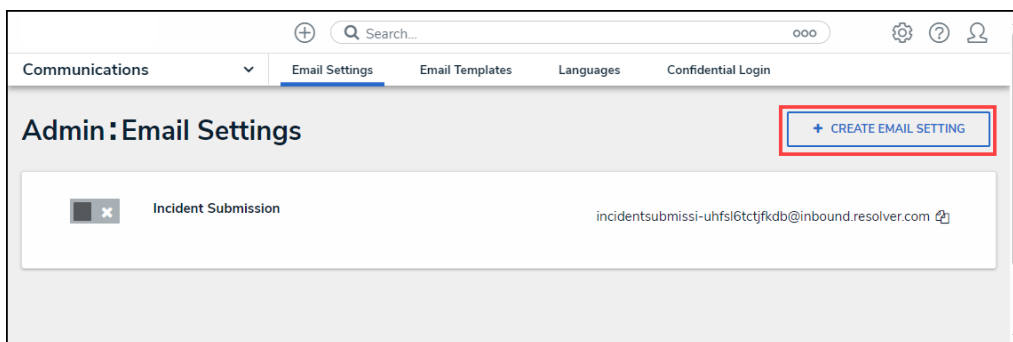 Search...
Communications
Email Settings
Email Templates
Languages
Confidential Login
Admin:Email Settings
+ CREATE EMAIL SETTING
Incident Submission
incidentsubmissi-uhfsl6tctjfkdb@inbound.resolver.com